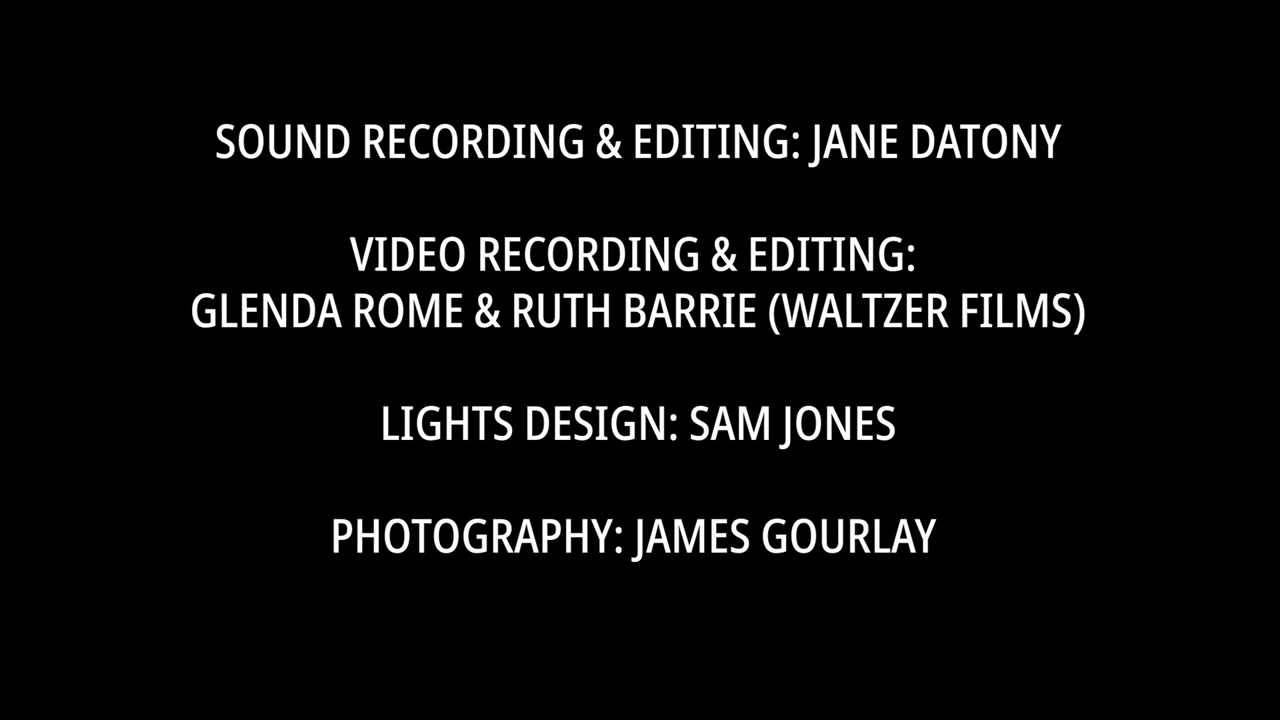 SOUND RECORDING & EDITING: JANE DATONY
VIDEO RECORDING & EDITING:
GLENDA ROME & RUTH BARRIE (WALTZER FILMS)
LIGHTS DESIGN: SAM JONES
PHOTOGRAPHY: JAMES GOURLAY